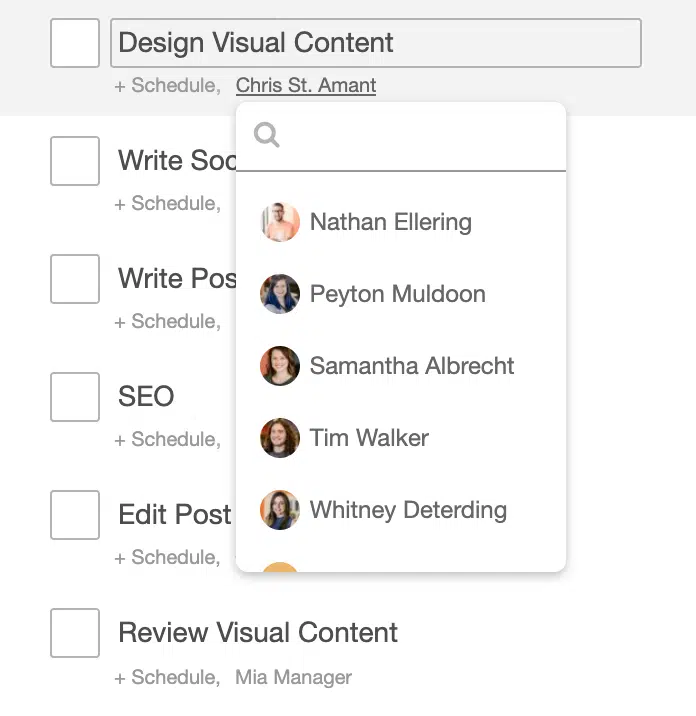 Design Visual Content
+ Schedule, Chris St. Amant
Write Soc
+ Schedule,
Nathan Ellering
Write Pos
+ Schedule,
Peyton Muldoon
Samantha Albrecht
SEO
+ Schedule,
Tim Walker
Edit Post
+ Schedule,
Whitney Deterding
Review Visual Content
+ Schedule, Mia Manager